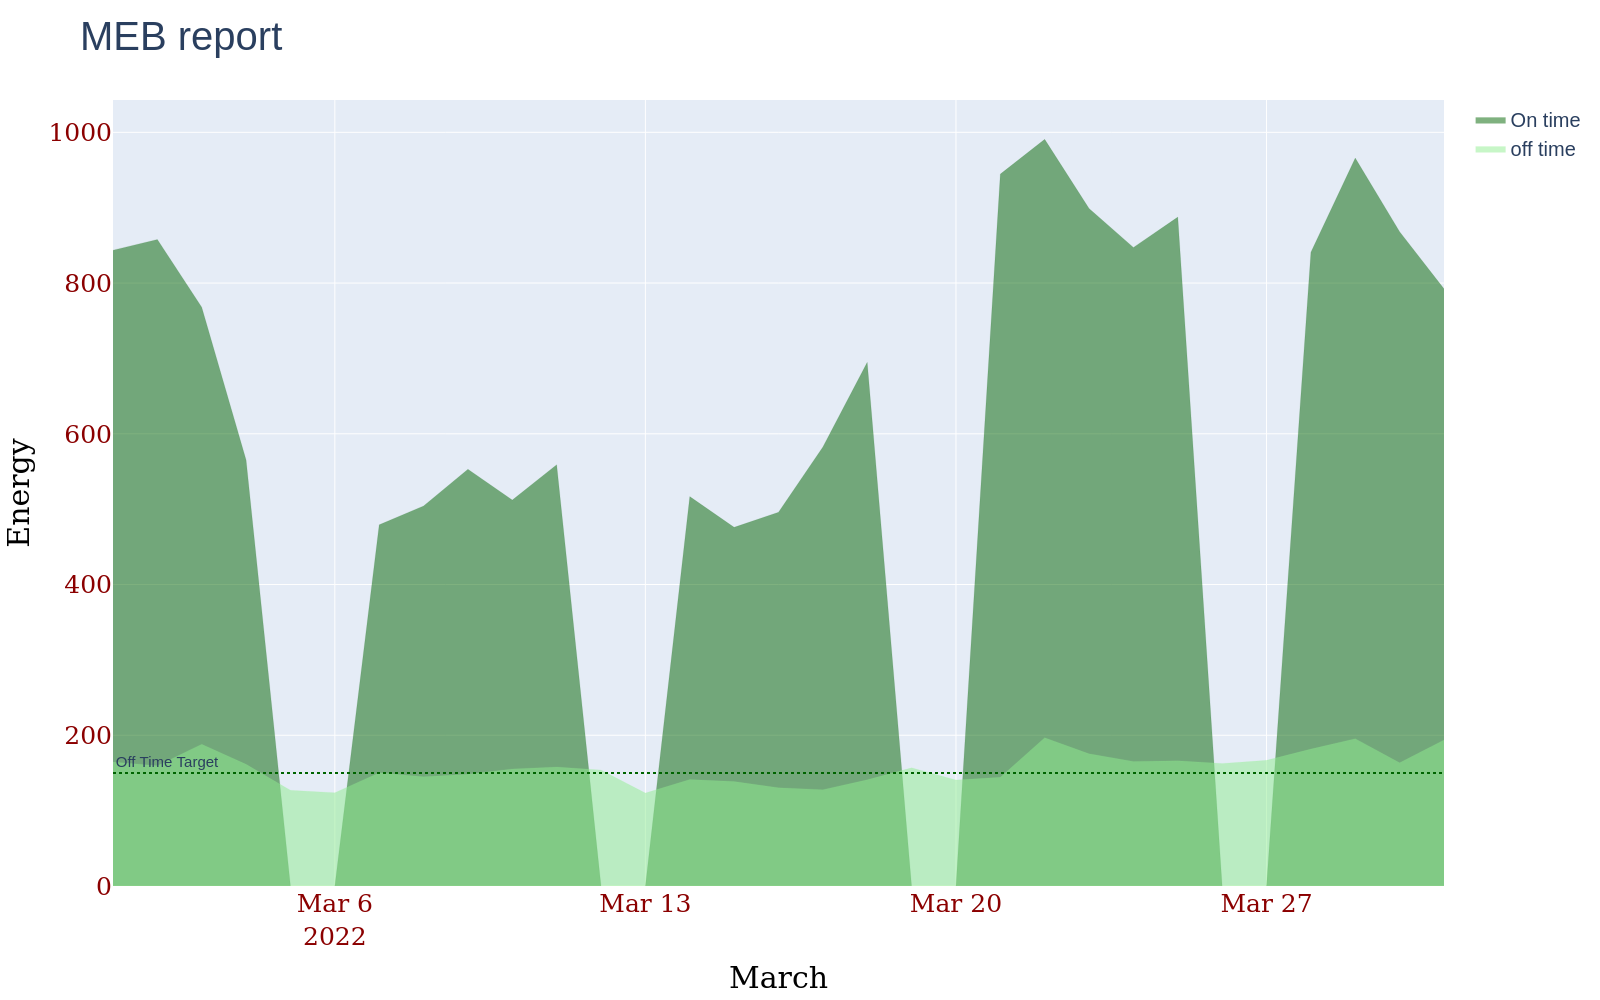 MEB report
On time
off time
1000
800
600
400
200
0
Energy
Off Time Target
Mar 6
2022
Mar 13
Mar 20
Mar 27
March